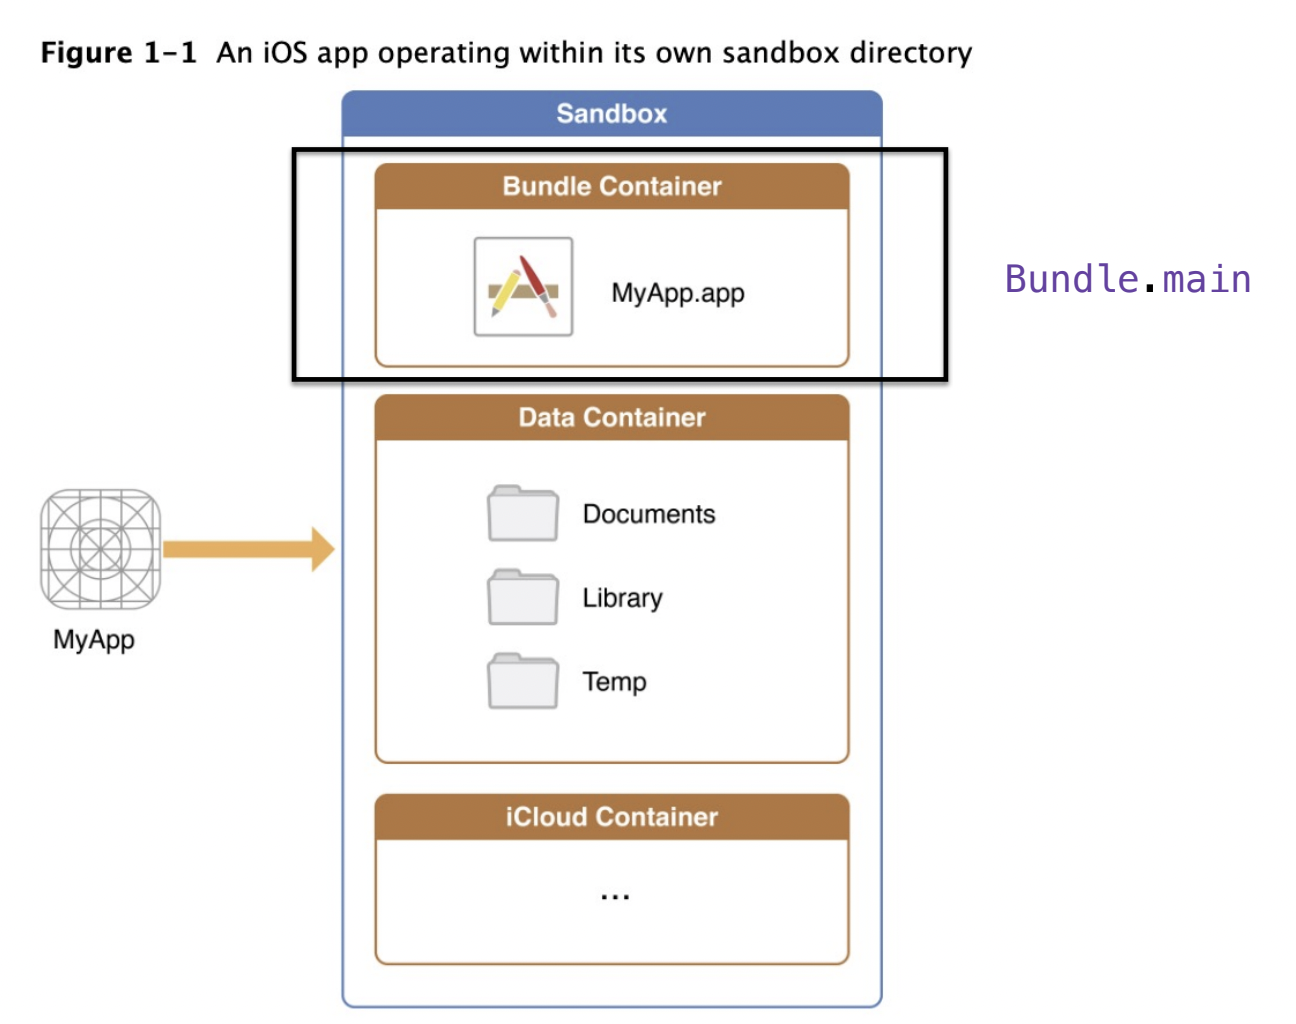 Figure 1-1 An iOS app operating within its own sandbox directory
Sandbox
Bundle Container
MyApp.app
Bundle.main
Data Container
Documents
Library
Temp
MyApp
iCloud Container
...